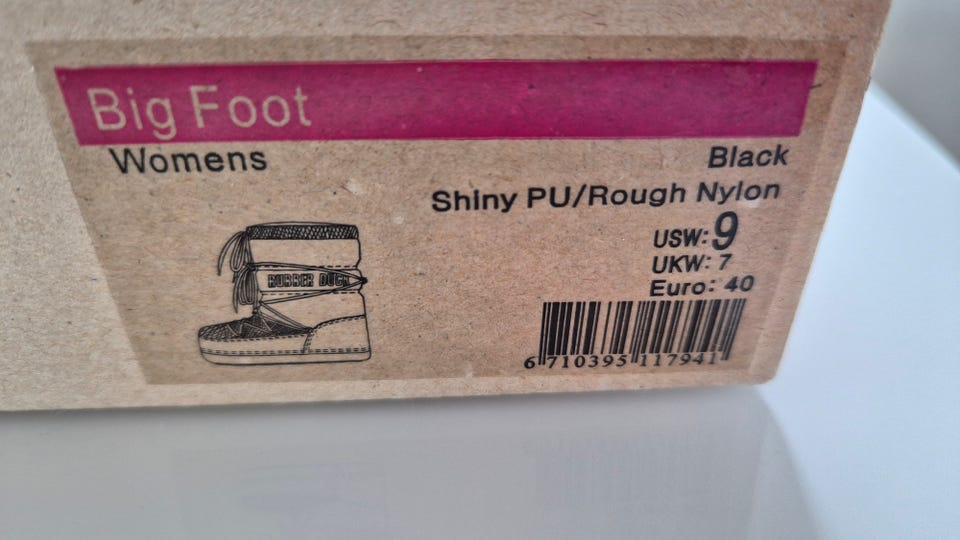 Big Foot
Womens
Black
Shiny PU/Rough Nylon
RUBBER DUCK
USW: 9
UKW: 7
Euro: 40
6 710395 117941